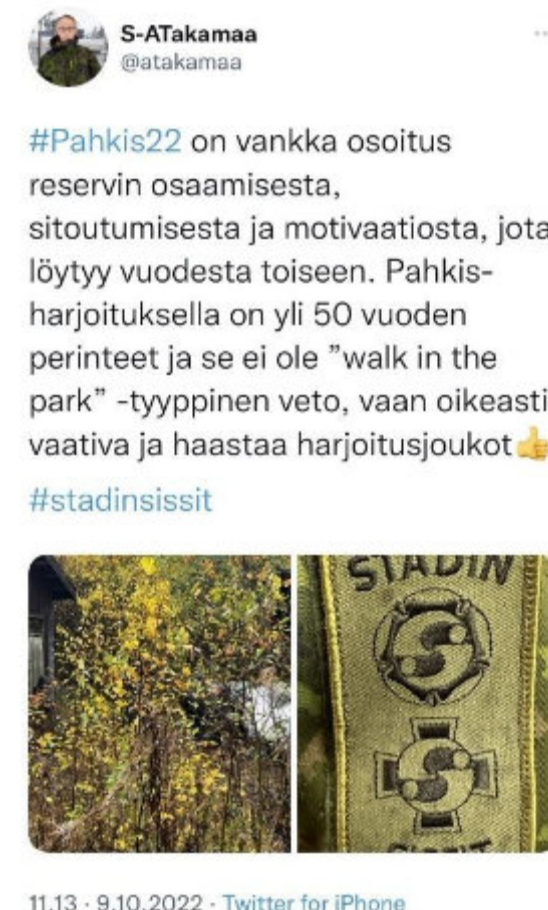 S-ATakamaa
@atakamaa
#Pahkis22 on vankka osoitus
reservin osaamisesta,
sitoutumisesta ja motivaatiosta, jota
löytyy vuodesta toiseen. Pahkis-
harjoituksella on yli 50 vuoden
perinteet ja se ei ole ”walk in the
park” -tyyppinen veto, vaan oikeasti
vaativa ja haastaa harjoitusjoukot👍
#stadinsissit
STADIN
11.13 · 9.10.2022 · Twitter for iPhone